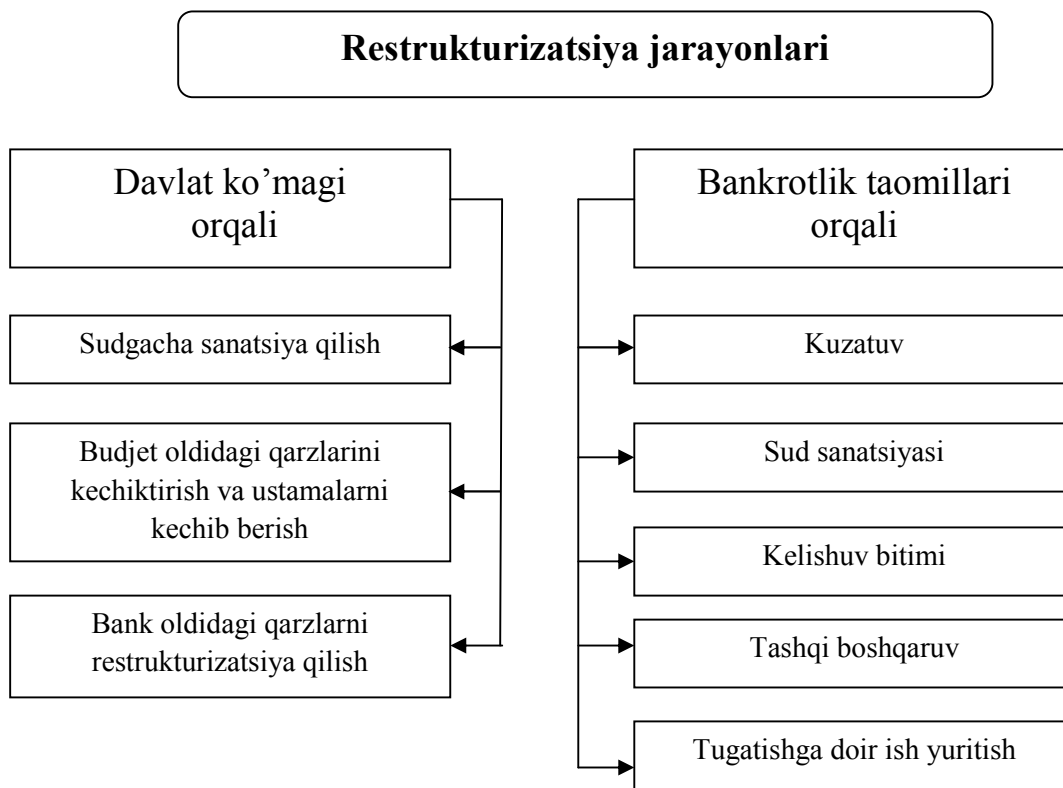 Restrukturizatsiya jarayonlari
Davlat ko’magi
orqali
Sudgacha sanatsiya qilish
Budjet oldidagi qarzlarini
kechiktirish va ustamalarni
kechib berish
Bank oldidagi qarzlarni
restrukturizatsiya qilish
Bankrotlik taomillari
orqali
Kuzatuv
Sud sanatsiyasi
Kelishuv bitimi
Tashqi boshqaruv
Tugatishga doir ish yuritish